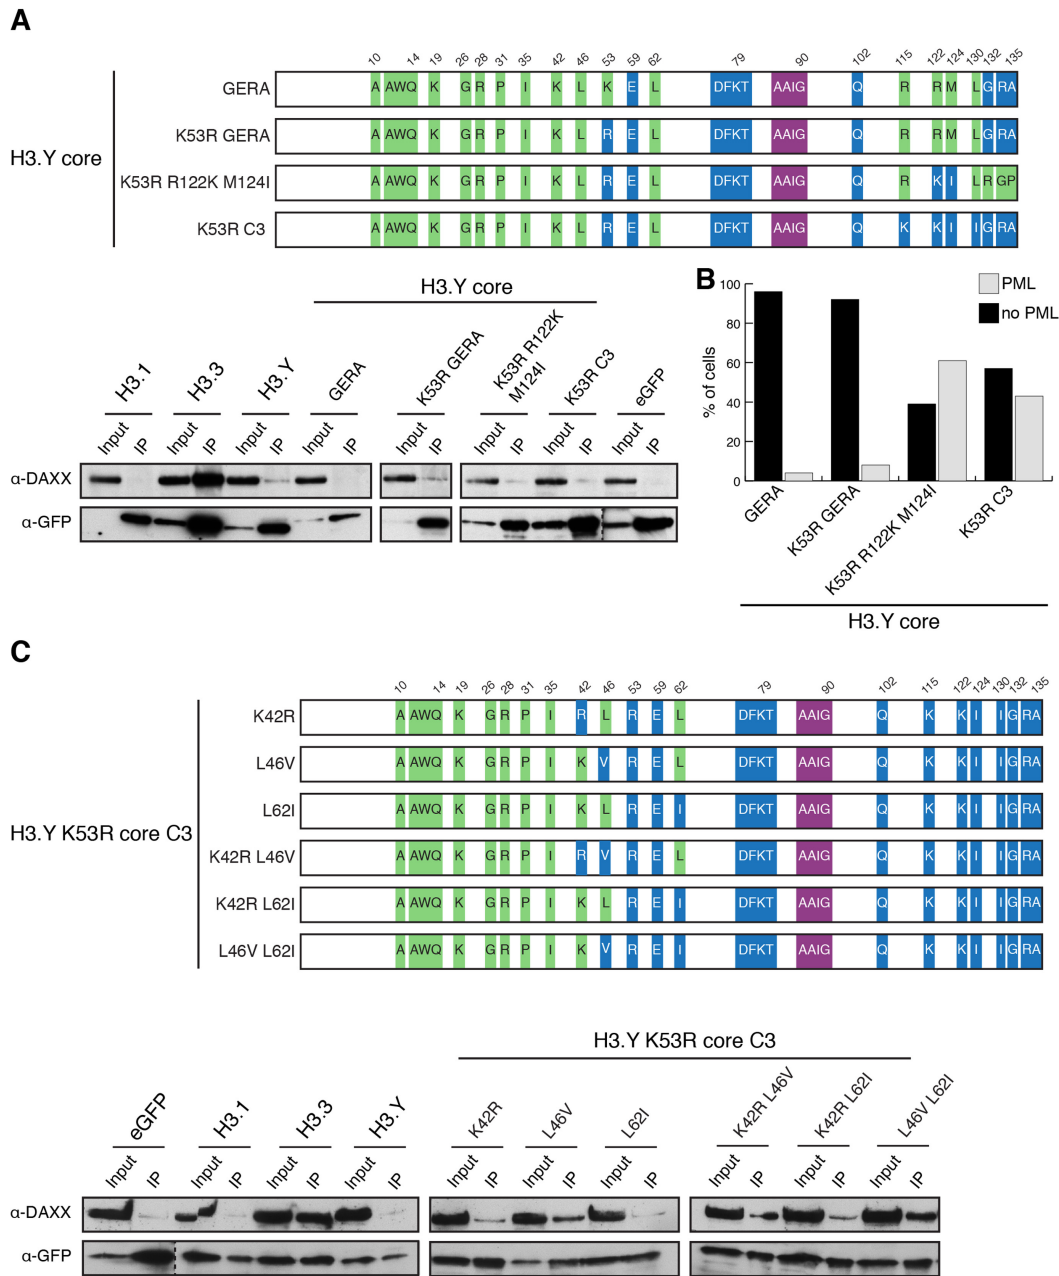 A
10 14 19 26 28 31 35 42 46 53 59 62 79 90 102 115 122 124 130 132 135
GERA A AWQ K G R P I K L K E L DFKT AAIG Q R R M L G RA
K53R GERA A AWQ K G R P I K L R E L DFKT AAIG Q R R M L G RA
H3.Y core
K53R R122K M124I A AWQ K G R P I K L R E L DFKT AAIG Q R K I L R GP
K53R C3 A AWQ K G R P I K L R E L DFKT AAIG Q K K I I G RA
H3.Y core
H3.1 H3.3 H3.Y GERA K53R GERA K53R R122K M124I K53R C3 eGFP
Input IP Input IP Input IP Input IP Input IP Input IP Input IP Input IP
α-DAXX
α-GFP
B
PML
no PML
% of cells
100
80
60
40
20
0
GERA K53R GERA K53R R122K M124I K53R C3
H3.Y core
C
10 14 19 26 28 31 35 42 46 53 59 62 79 90 102 115 122 124 130 132 135
K42R A AWQ K G R P I R L R E L DFKT AAIG Q K K I I G RA
L46V A AWQ K G R P I K V R E L DFKT AAIG Q K K I I G RA
L62I A AWQ K G R P I K L R E I DFKT AAIG Q K K I I G RA
H3.Y K53R core C3
K42R L46V A AWQ K G R P I R V R E L DFKT AAIG Q K K I I G RA
K42R L62I A AWQ K G R P I K L R E I DFKT AAIG Q K K I I G RA
L46V L62I A AWQ K G R P I K V R E I DFKT AAIG Q K K I I G RA
H3.Y K53R core C3
eGFP H3.1 H3.3 H3.Y K42R L46V L62I K42R L46V K42R L62I L46V L62I
Input IP Input IP Input IP Input IP Input IP Input IP Input IP Input IP Input IP Input IP
α-DAXX
α-GFP